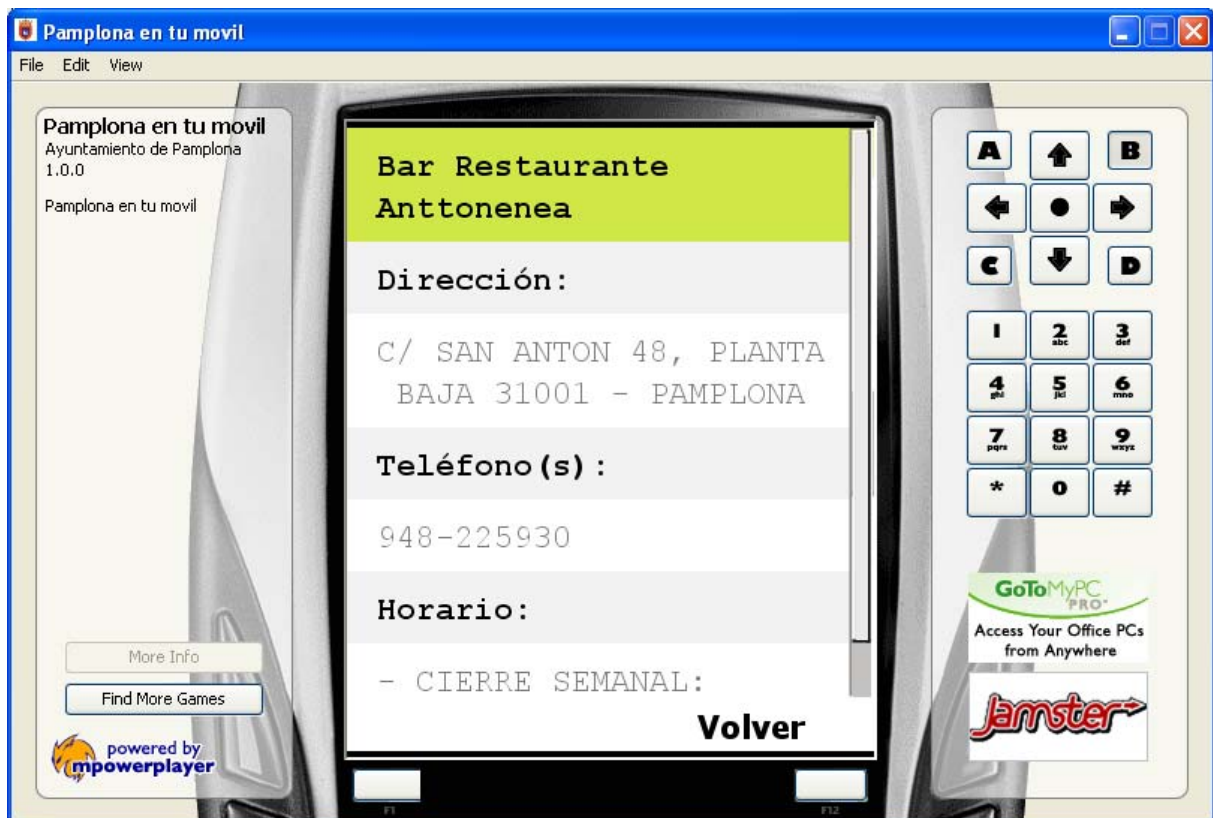 Pamplona en tu movil
File Edit View
Pamplona en tu movil
Ayuntamiento de Pamplona
1.0.0
Pamplona en tu movil
More Info
Find More Games
powered by
mpowerplayer
Bar Restaurante
Anttonenea
Dirección:
C/ SAN ANTON 48, PLANTA
BAJA 31001 - PAMPLONA
Teléfono(s):
948-225930
Horario:
- CIERRE SEMANAL:
Volver
F1
F12
A
B
C
D
1
2 abc
3 def
4 ghi
5 jkl
6 mno
7 pqrs
8 tuv
9 wxyz
* 0 #
GoToMyPC
PRO™
Access Your Office PCs
from Anywhere
Jamster